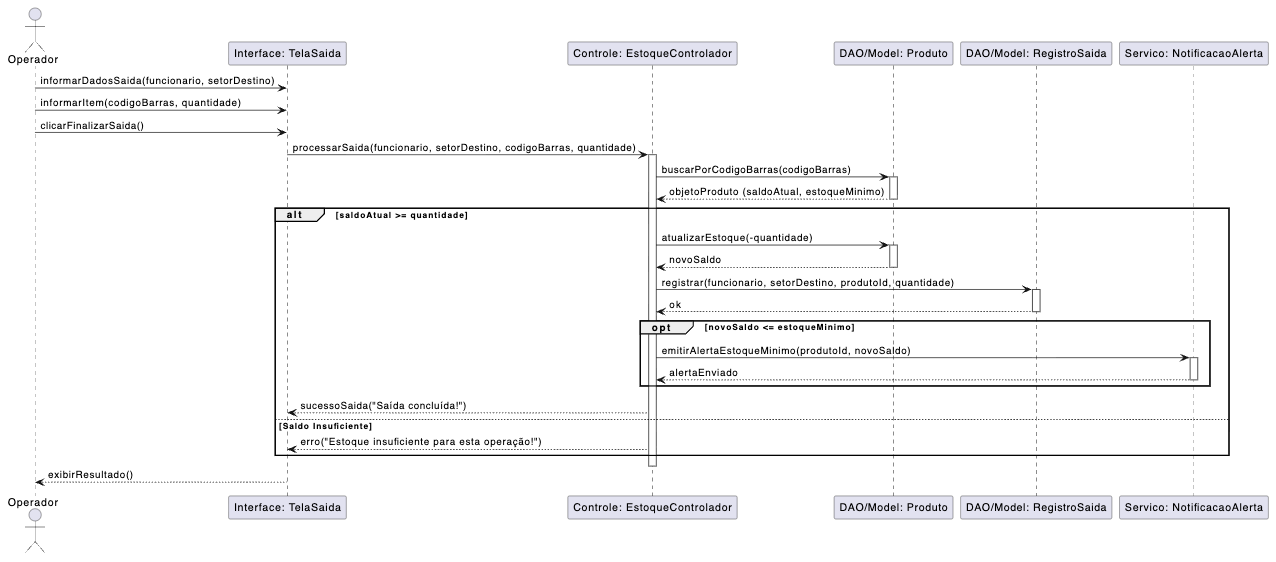 Operador
Interface: TelaSaida
Controle: EstoqueControlador
DAO/Model: Produto
DAO/Model: RegistroSaida
Servico: NotificacaoAlerta
informarDadosSaida(funcionario, setorDestino)
informarItem(codigoBarras, quantidade)
clicarFinalizarSaida()
processarSaida(funcionario, setorDestino, codigoBarras, quantidade)
buscarPorCodigoBarras(codigoBarras)
objetoProduto (saldoAtual, estoqueMinimo)
alt
[saldoAtual >= quantidade]
atualizarEstoque(-quantidade)
novoSaldo
registrar(funcionario, setorDestino, produtoId, quantidade)
ok
opt
[novoSaldo <= estoqueMinimo]
emitirAlertaEstoqueMinimo(produtoId, novoSaldo)
alertaEnviado
sucessoSaida("Saída concluída!")
[Saldo Insuficiente]
erro("Estoque insuficiente para esta operação!")
exibirResultado()
Operador
Interface: TelaSaida
Controle: EstoqueControlador
DAO/Model: Produto
DAO/Model: RegistroSaida
Servico: NotificacaoAlerta